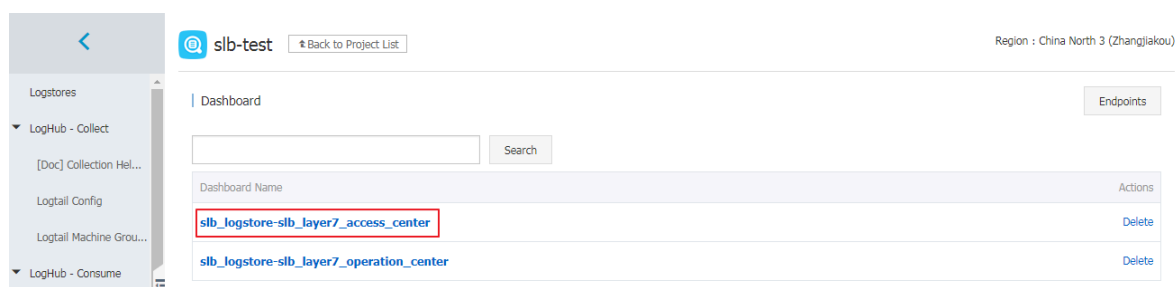 slb-test
Back to Project List
Region : China North 3 (Zhangjiakou)
Logstores
LogHub - Collect
[Doc] Collection Hel...
Logtail Config
Logtail Machine Grou...
LogHub - Consume
Dashboard
Endpoints
Search
Dashboard Name
Actions
slb_logstore-slb_layer7_access_center
Delete
slb_logstore-slb_layer7_operation_center
Delete